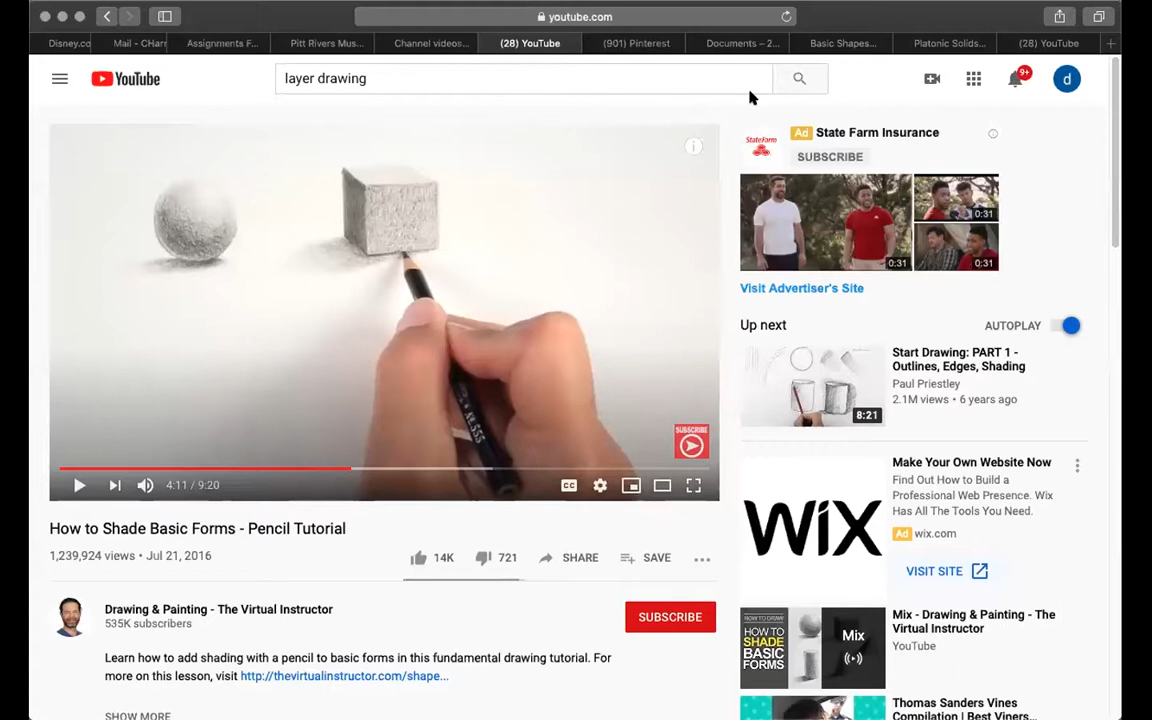 youtube.com
Disney.co
Mail - CHarr
Assignments F...
Pitt Rivers Mus...
Channel videos...
(28) YouTube
(901) Pinterest
Documents – 2...
Basic Shapes...
Platonic Solids...
(28) YouTube
YouTube
layer drawing
9+
d
Ad State Farm Insurance
StateFarm
SUBSCRIBE
0:31
0:31
0:31
Visit Advertiser's Site
Up next
AUTOPLAY
Start Drawing: PART 1 -
Outlines, Edges, Shading
Paul Priestley
2.1M views • 6 years ago
8:21
SUBSCRIBE
CC
4:11 / 9:20
Make Your Own Website Now
Find Out How to Build a
Professional Web Presence. Wix
Has All The Tools You Need.
Ad wix.com
WiX
VISIT SITE
How to Shade Basic Forms - Pencil Tutorial
1,239,924 views • Jul 21, 2016
14K
721
SHARE
SAVE
Drawing & Painting - The Virtual Instructor
535K subscribers
SUBSCRIBE
Learn how to add shading with a pencil to basic forms in this fundamental drawing tutorial. For
more on this lesson, visit http://thevirtualinstructor.com/shape...
SHOW MORE
HOW TO DRAW
HOW TO
SHADE
BASIC
FORMS
Mix
Mix - Drawing & Painting - The
Virtual Instructor
YouTube
Thomas Sanders Vines
Compilation | Best Viners...